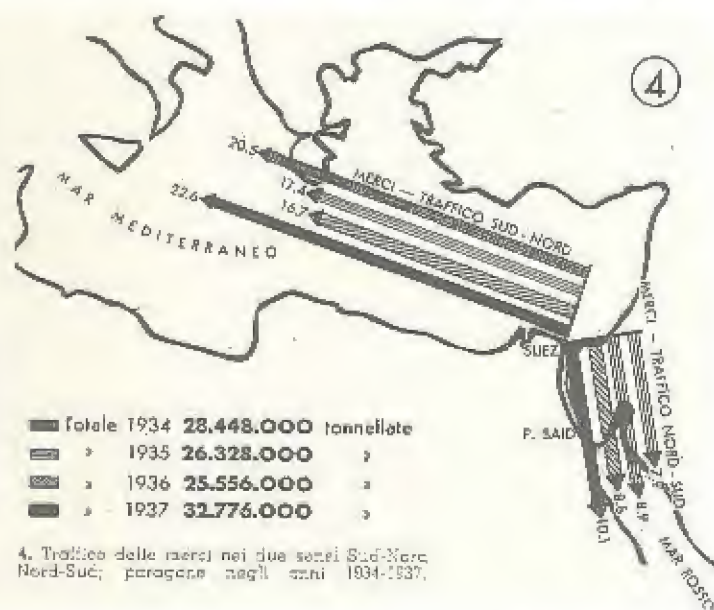 4
20.5
MERCI — TRAFFICO SUD-NORD
17.4
22.6
16.7
MAR MEDITERRANEO
MERCI — TRAFFICO NORD-SUD
SUEZ
P. SAID
8.6
8.9
10.1
MAR ROSSO
Totale 1934 28.448.000 tonnellate
» 1935 26.328.000 »
» 1936 25.556.000 »
» 1937 32.776.000 »
4. Traffico delle merci nei due sensi Sud-Nord
Nord-Sud; paragone negli anni 1934-1937.